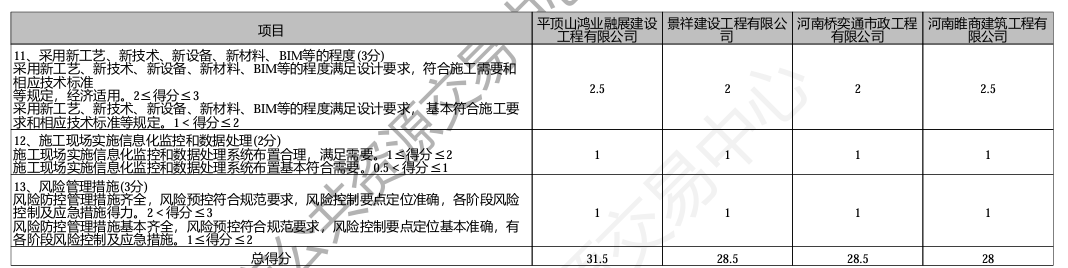 项目
平顶山鸿业融展建设
工程有限公司
景祥建设工程有限公
司
河南桥奕通市政工程
有限公司
河南睢商建筑工程有
限公司
11、采用新工艺、新技术、新设备、新材料、BIM等的程度(3分)
采用新工艺、新技术、新设备、新材料、BIM等的程度满足设计要求，符合施工需要和
相应技术标准
等规定，经济适用。2≤得分≤3
采用新工艺、新技术、新设备、新材料、BIM等的程度满足设计要求，基本符合施工要
求和相应技术标准等规定。1＜得分≤2
2.5
2
2
2.5
12、施工现场实施信息化监控和数据处理(2分)
施工现场实施信息化监控和数据处理系统布置合理，满足需要。1≤得分≤2
施工现场实施信息化监控和数据处理系统布置基本符合需要。0.5＜得分≤1
1
1
1
1
13、风险管理措施(3分)
风险防控管理措施齐全，风险预控符合规范要求，风险控制要点定位准确，各阶段风险
控制及应急措施得力。2＜得分≤3
风险防控管理措施基本齐全，风险预控符合规范要求，风险控制要点定位基本准确，有
各阶段风险控制及应急措施。1≤得分≤2
1
1
1
1
总得分
31.5
28.5
28.5
28
公共资源交易
交易中心